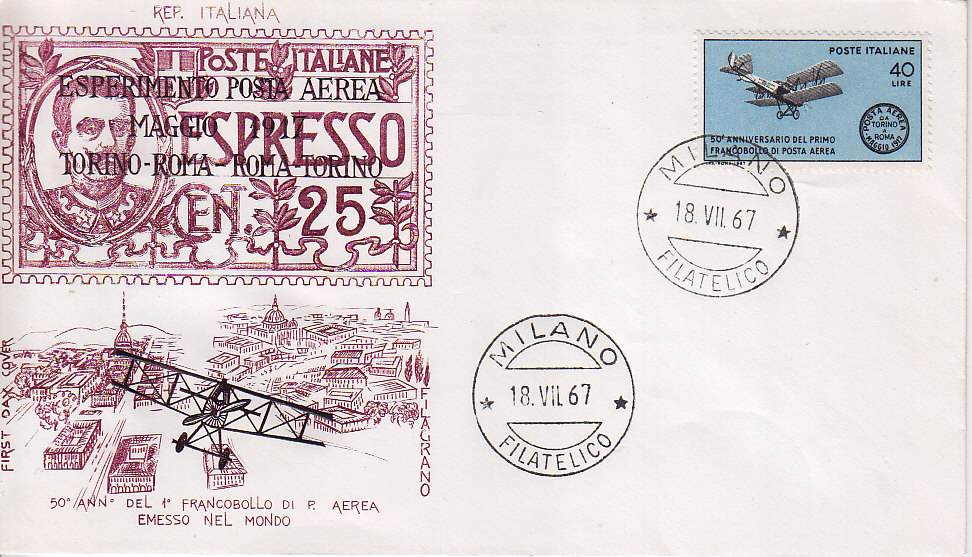 REP. ITALIANA
POSTE ITALIANE
ESPERIMENTO POSTA AEREA
MAGGIO 1917
ESPRESSO
TORINO-ROMA - ROMA-TORINO
CEN. 25
FIRST DAY COVER
FILAGRANO
50° ANN° DEL 1° FRANCOBOLLO DI P. AEREA
EMESSO NEL MONDO
POSTE ITALIANE
40
LIRE
POSTA AEREA
DA
TORINO
A
ROMA
MAGGIO 1917
50° ANNIVERSARIO DEL PRIMO
FRANCOBOLLO DI POSTA AEREA
MILANO
18. VII. 67
FILATELICO
MILANO
18. VII. 67
FILATELICO